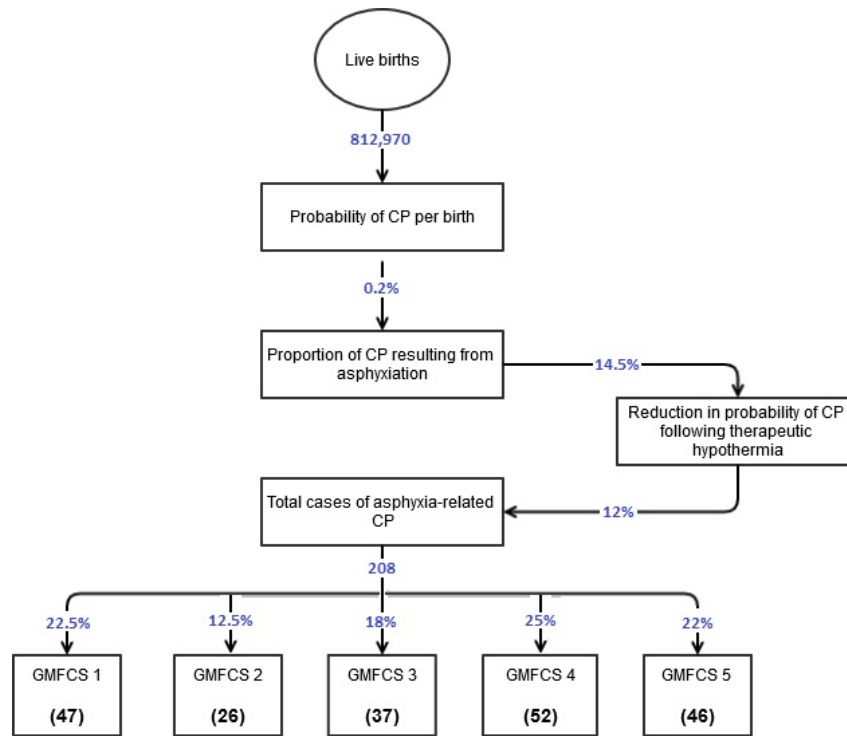 Live births
812,970
Probability of CP per birth
0.2%
Proportion of CP resulting from
asphyxiation
14.5%
Reduction in probability of CP
following therapeutic
hypothermia
Total cases of asphyxia-related
CP
12%
208
22.5%
12.5%
18%
25%
22%
GMFCS 1
(47)
GMFCS 2
(26)
GMFCS 3
(37)
GMFCS 4
(52)
GMFCS 5
(46)